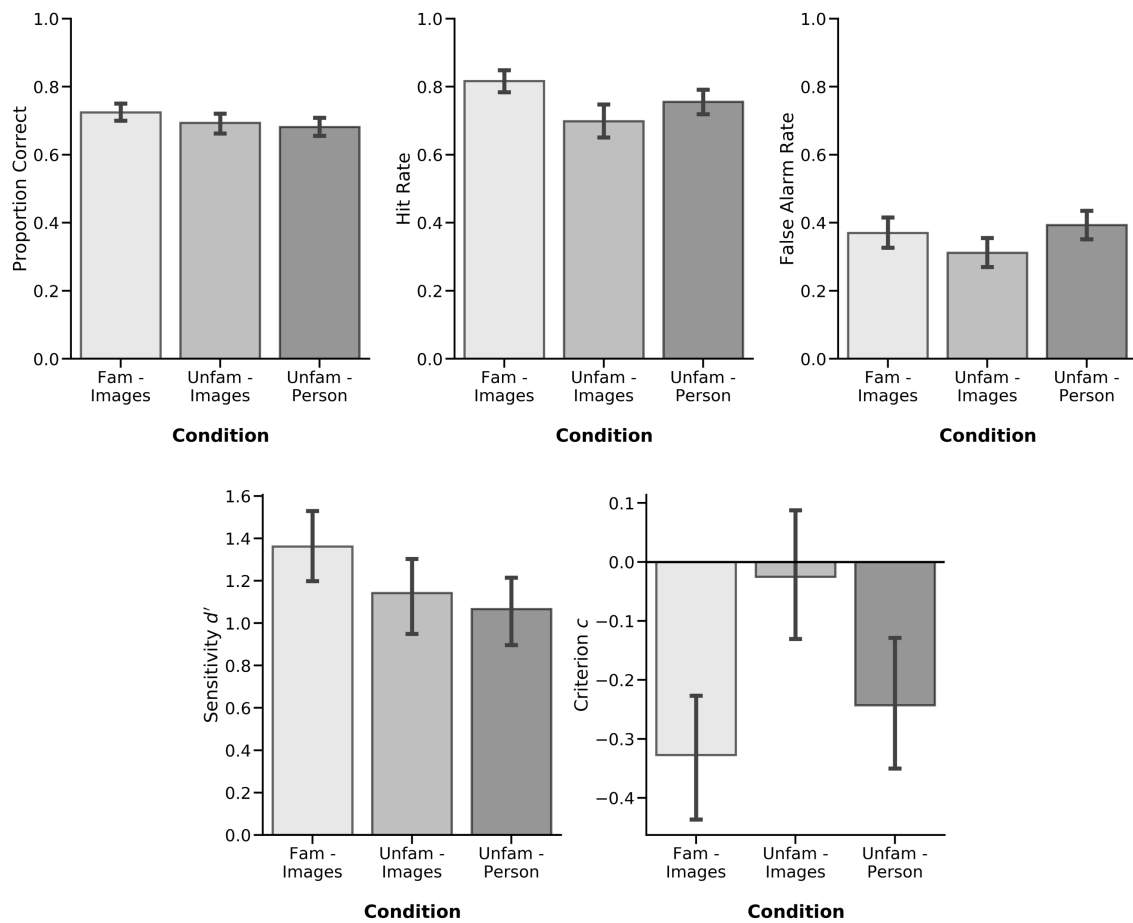 Proportion Correct
1.0
0.8
0.6
0.4
0.2
0.0
Fam -
Images
Unfam -
Images
Unfam -
Person
Condition
Hit Rate
1.0
0.8
0.6
0.4
0.2
0.0
Fam -
Images
Unfam -
Images
Unfam -
Person
Condition
False Alarm Rate
1.0
0.8
0.6
0.4
0.2
0.0
Fam -
Images
Unfam -
Images
Unfam -
Person
Condition
Sensitivity d′
1.6
1.4
1.2
1.0
0.8
0.6
0.4
0.2
0.0
Fam -
Images
Unfam -
Images
Unfam -
Person
Condition
Criterion c
0.1
0.0
−0.1
−0.2
−0.3
−0.4
Fam -
Images
Unfam -
Images
Unfam -
Person
Condition